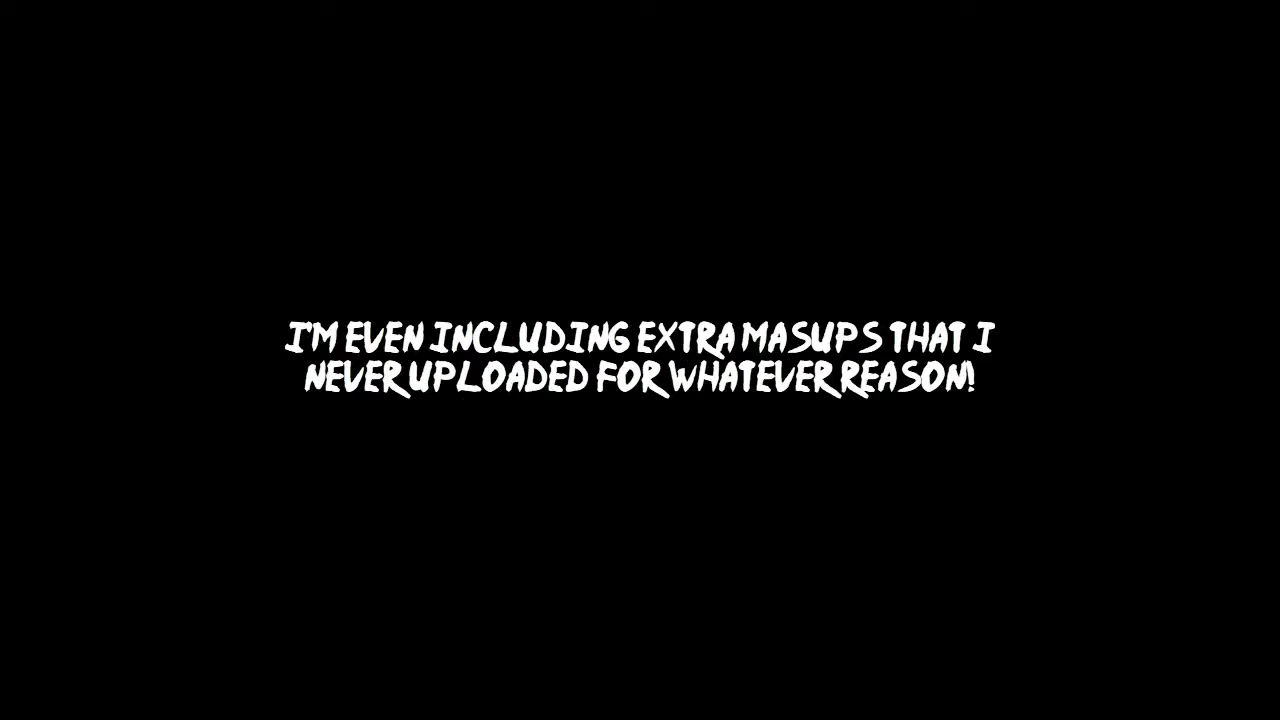 I'M EVEN INCLUDING EXTRA MASUPS THAT I
NEVER UPLOADED FOR WHATEVER REASON!